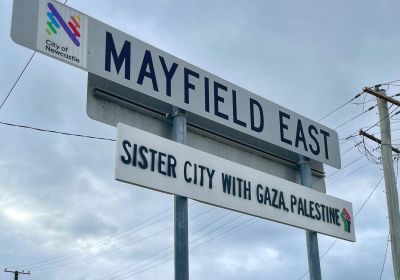 City of
Newcastle
MAYFIELD EAST
SISTER CITY WITH GAZA, PALESTINE